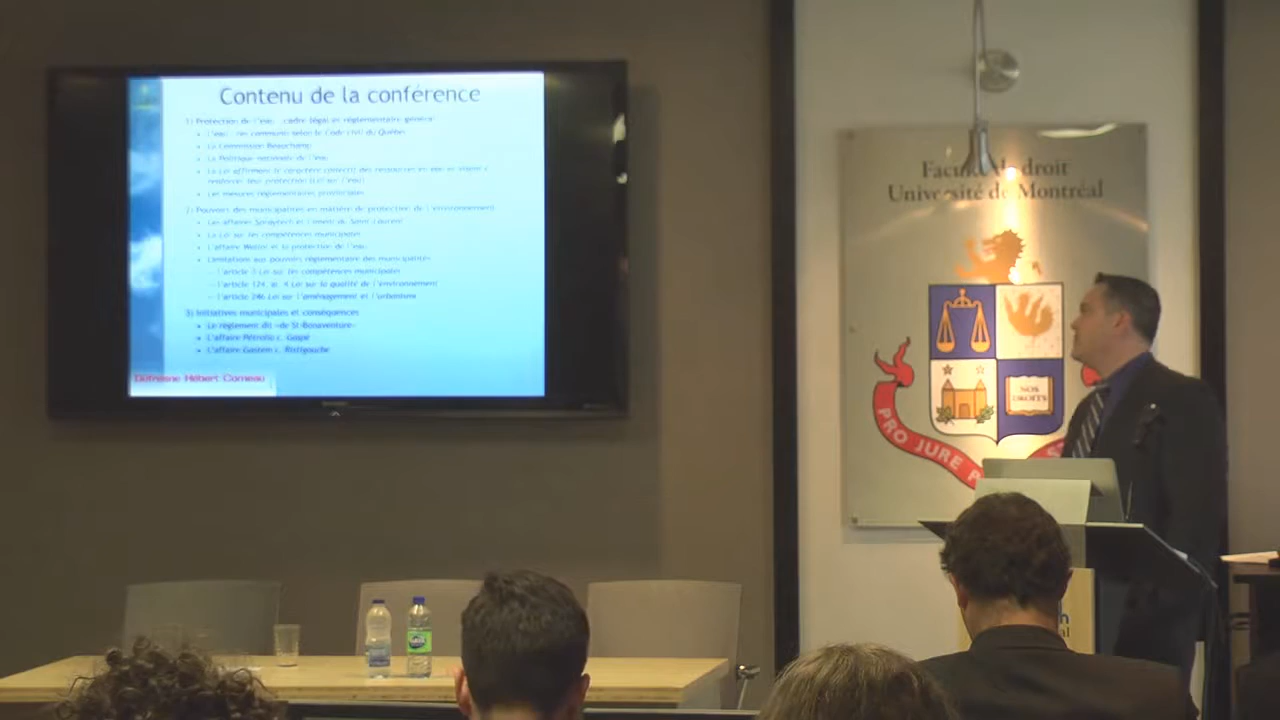 Contenu de la conférence
1) Protection de l'eau : cadre légal et réglementaire général
L'eau : res communis selon le Code civil du Québec
La Commission Beauchamp
La Politique nationale de l'eau
La Loi affirmant le caractère collectif des ressources en eau et visant à
renforcer leur protection (Loi sur l'eau)
Les mesures réglementaires provinciales
2) Pouvoirs des municipalités en matière de protection de l'environnement
Les affaires Spraytech et Ciment du Saint-Laurent
La Loi sur les compétences municipales
L'affaire et la protection de l'eau
Limitations aux pouvoirs réglementaire des municipalités
— l'article 3 Loi sur les compétences municipales
— l'article 124, al. 4 Loi sur la qualité de l'environnement
— l'article 246 Loi sur l'aménagement et l'urbanisme
3) Initiatives municipales et conséquences
Le règlement dit «de St-Bonaventure»
L'affaire Pétrolia c. Gaspé
L'affaire Gastem c. Ristigouche
Dufresne Hébert Comeau
Faculté de droit
Université de Montréal
NOS
DROITS
PRO JURE P